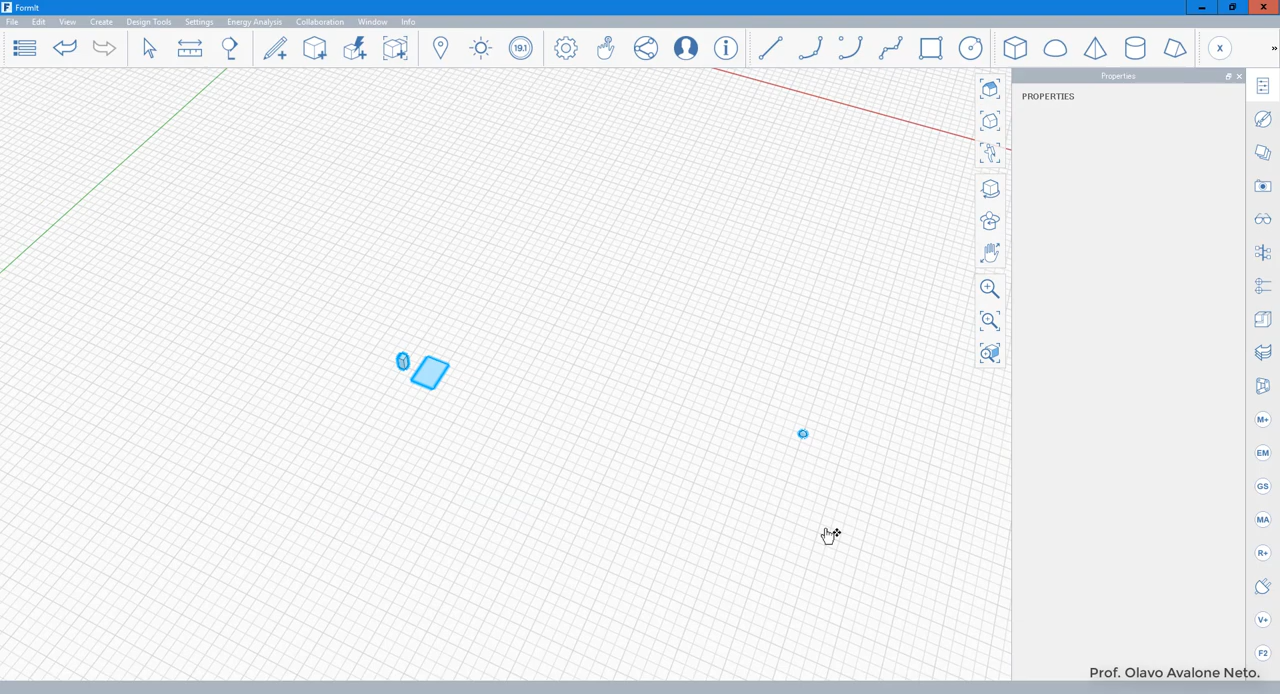 FormIt
File Edit View Create Design Tools Settings Energy Analysis Collaboration Window Info
19.1
X
»
Properties
PROPERTIES
M+
EM
GS
MA
R+
V+
F2
Prof. Olavo Avalone Neto.